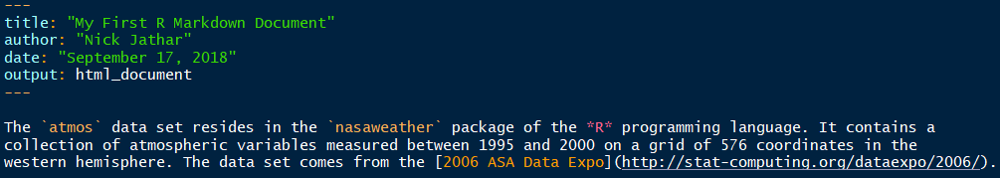 ---
title: "My First R Markdown Document"
author: "Nick Jathar"
date: "September 17, 2018"
output: html_document
---
The `atmos` data set resides in the `nasaweather` package of the *R* programming language. It contains a
collection of atmospheric variables measured between 1995 and 2000 on a grid of 576 coordinates in the
western hemisphere. The data set comes from the [2006 ASA Data Expo](http://stat-computing.org/dataexpo/2006/).